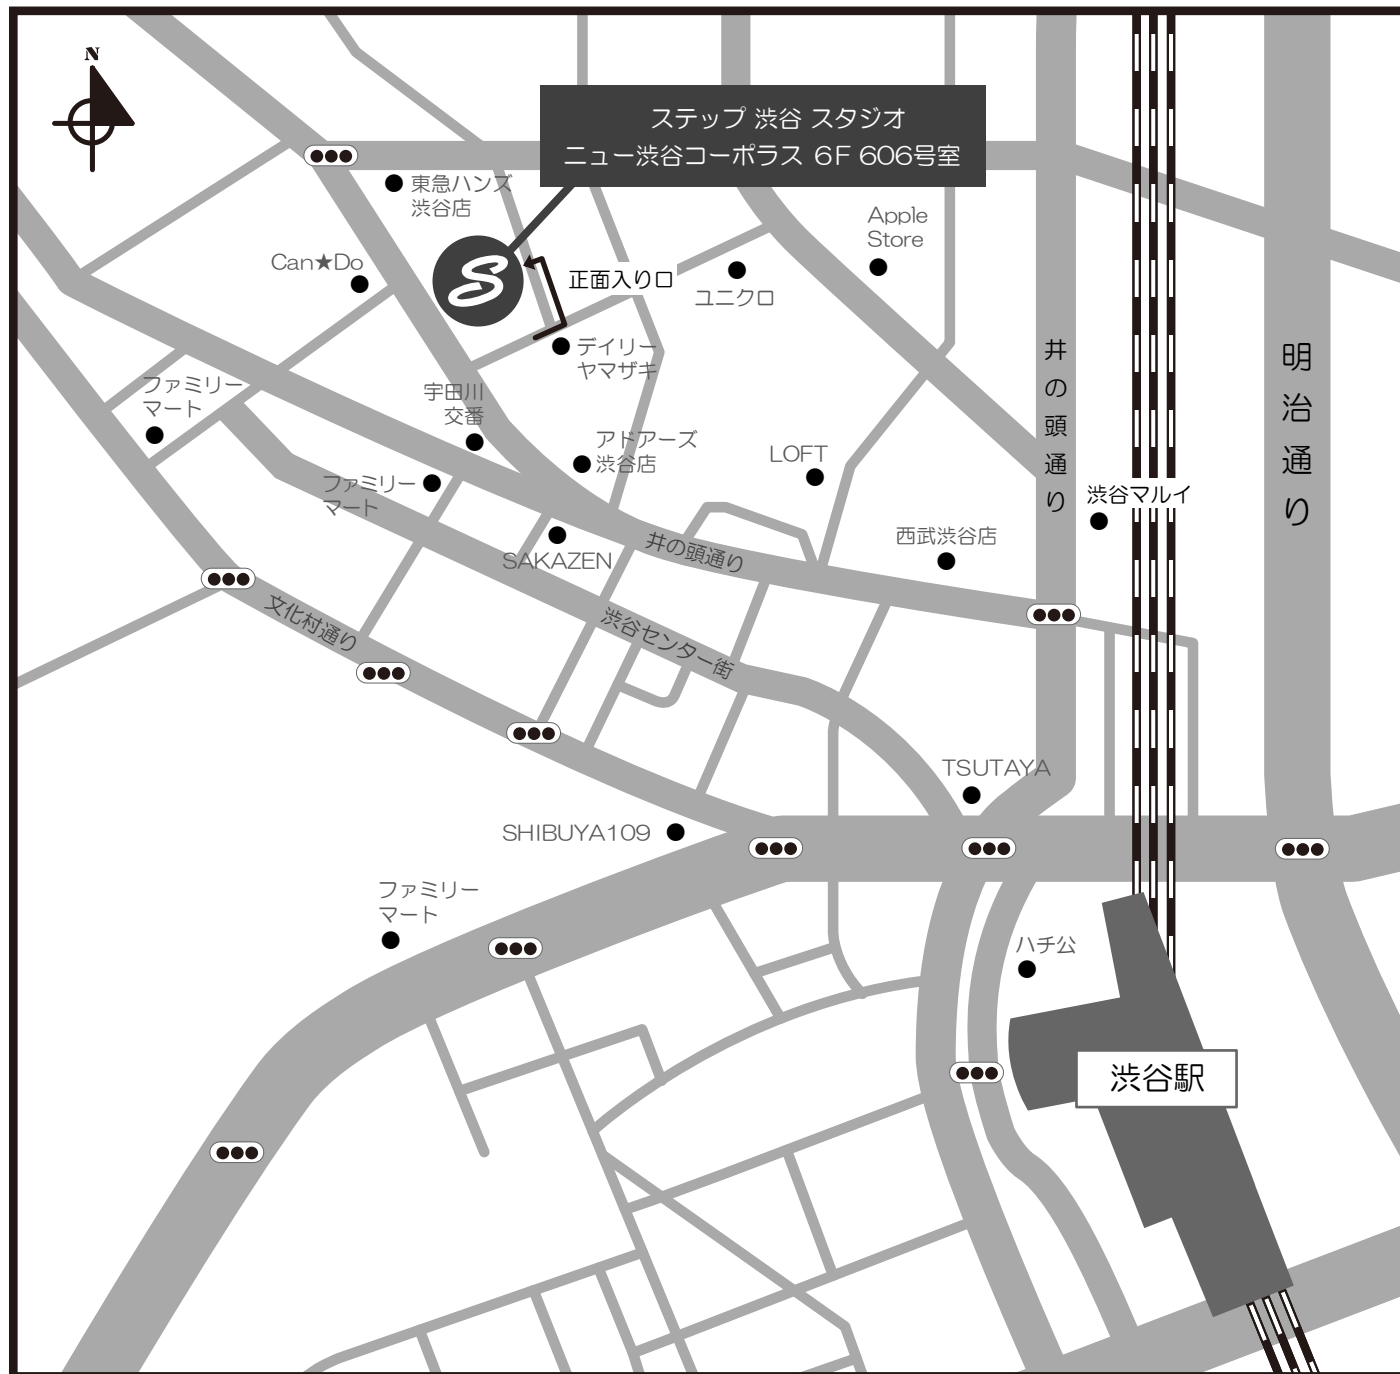 N
ステップ 渋谷 スタジオ
ニュー渋谷コーポラス 6F 606号室
東急ハンズ
渋谷店
Can★Do
S
正面入り口
ユニクロ
Apple
Store
デイリー
ヤマザキ
ファミリー
マート
宇田川
交番
アドアーズ
渋谷店
LOFT
ファミリー
マート
SAKAZEN
井の頭通り
西武渋谷店
井の頭通り
渋谷マルイ
明治通り
文化村通り
渋谷センター街
TSUTAYA
SHIBUYA109
ファミリー
マート
ハチ公
渋谷駅